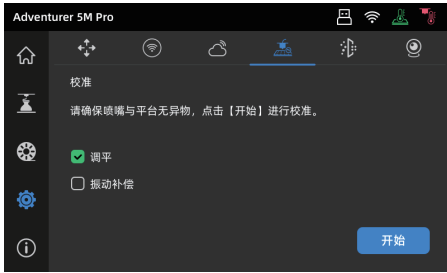 Adventurer 5M Pro
校准
请确保喷嘴与平台无异物，点击【开始】进行校准。
调平
振动补偿
开始